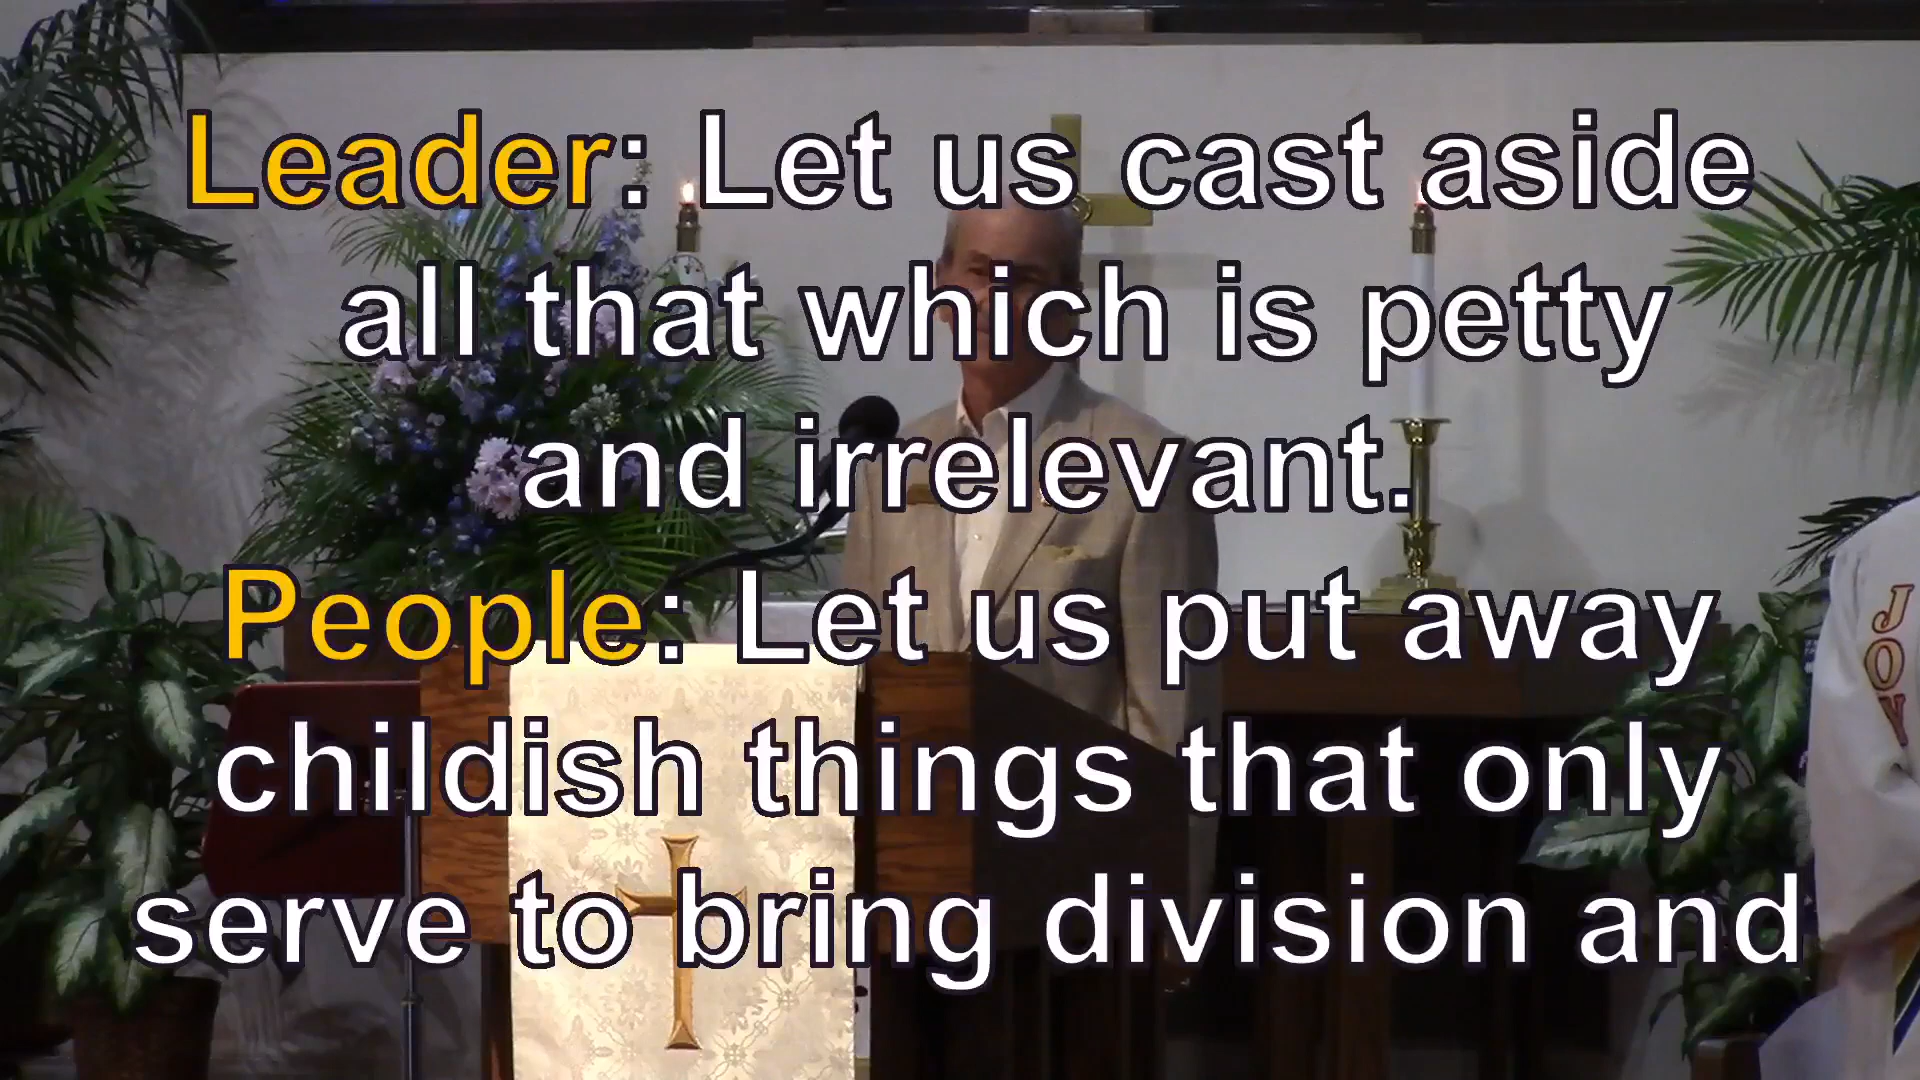 Leader: Let us cast aside
all that which is petty
and irrelevant.
People: Let us put away
childish things that only
serve to bring division and
JOY